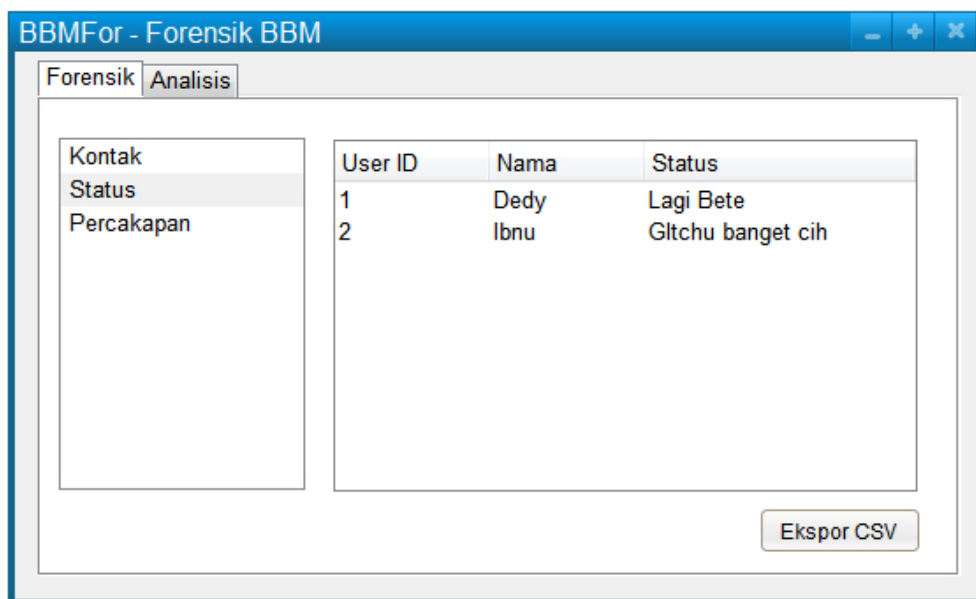 BBMFor - Forensik BBM
Forensik Analisis
Kontak
Status
Percakapan
User ID Nama Status
1 Dedy Lagi Bete
2 Ibnu GItchu banget cih
Ekspor CSV